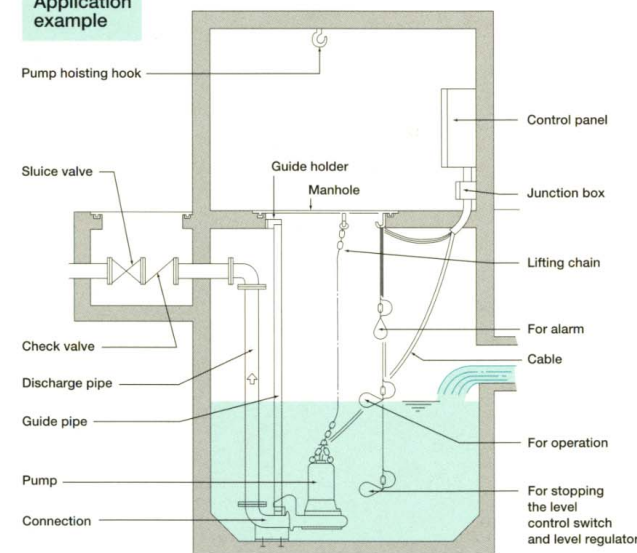 Application
example
Pump hoisting hook
Control panel
Sluice valve
Guide holder
Manhole
Junction box
Lifting chain
For alarm
Check valve
Cable
Discharge pipe
Guide pipe
For operation
Pump
For stopping
the level
control switch
and level regulator
Connection